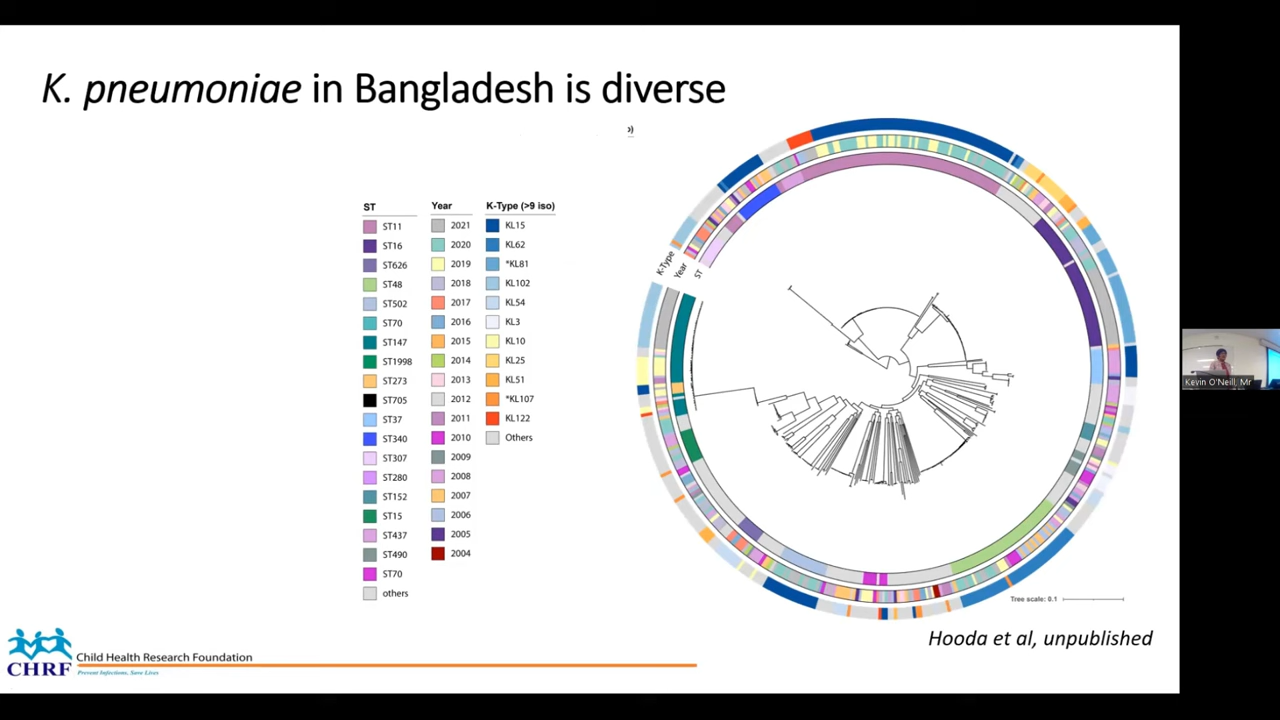 K. pneumoniae in Bangladesh is diverse
))
ST
ST11
ST16
ST626
ST48
ST502
ST70
ST147
ST1998
ST273
ST705
ST37
ST340
ST307
ST280
ST152
ST15
ST437
ST490
ST70
others
Year
2021
2020
2019
2018
2017
2016
2015
2014
2013
2012
2011
2010
2009
2008
2007
2006
2005
2004
K-Type (>9 iso)
KL15
KL62
*KL81
KL102
KL54
KL3
KL10
KL25
KL51
*KL107
KL122
Others
K-Type
Year
ST
Tree scale: 0.1
Hooda et al, unpublished
CHRF
Child Health Research Foundation
Prevent Infections, Save Lives
Kevin O'Neill, Mr